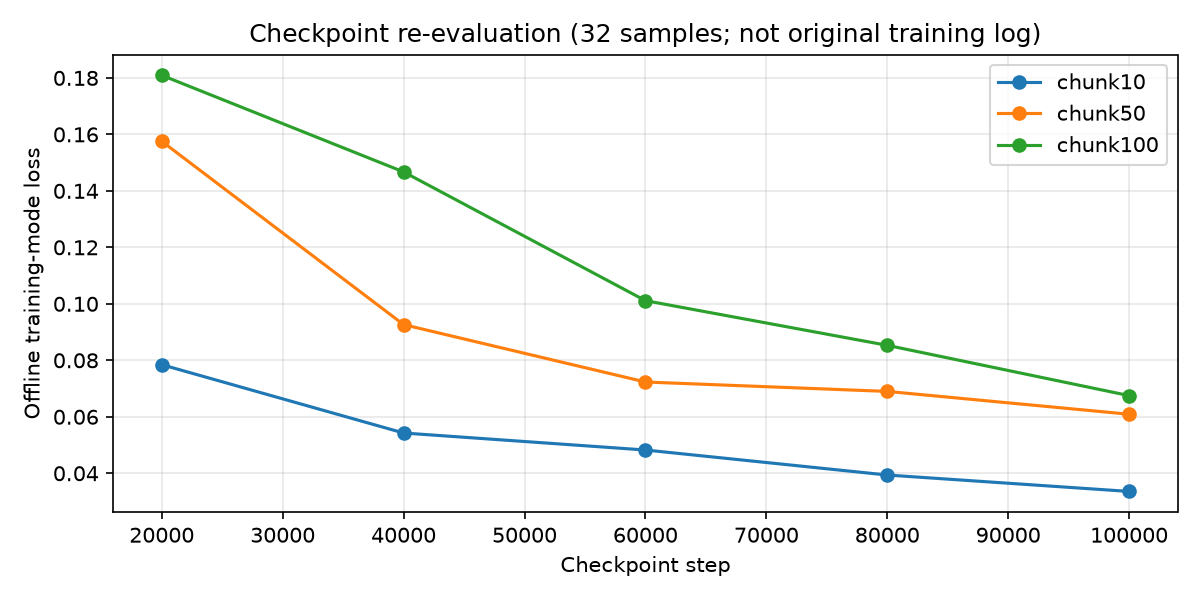 Checkpoint re-evaluation (32 samples; not original training log)
chunk10
chunk50
chunk100
Offline training-mode loss
0.18
0.16
0.14
0.12
0.10
0.08
0.06
0.04
20000 30000 40000 50000 60000 70000 80000 90000 100000
Checkpoint step